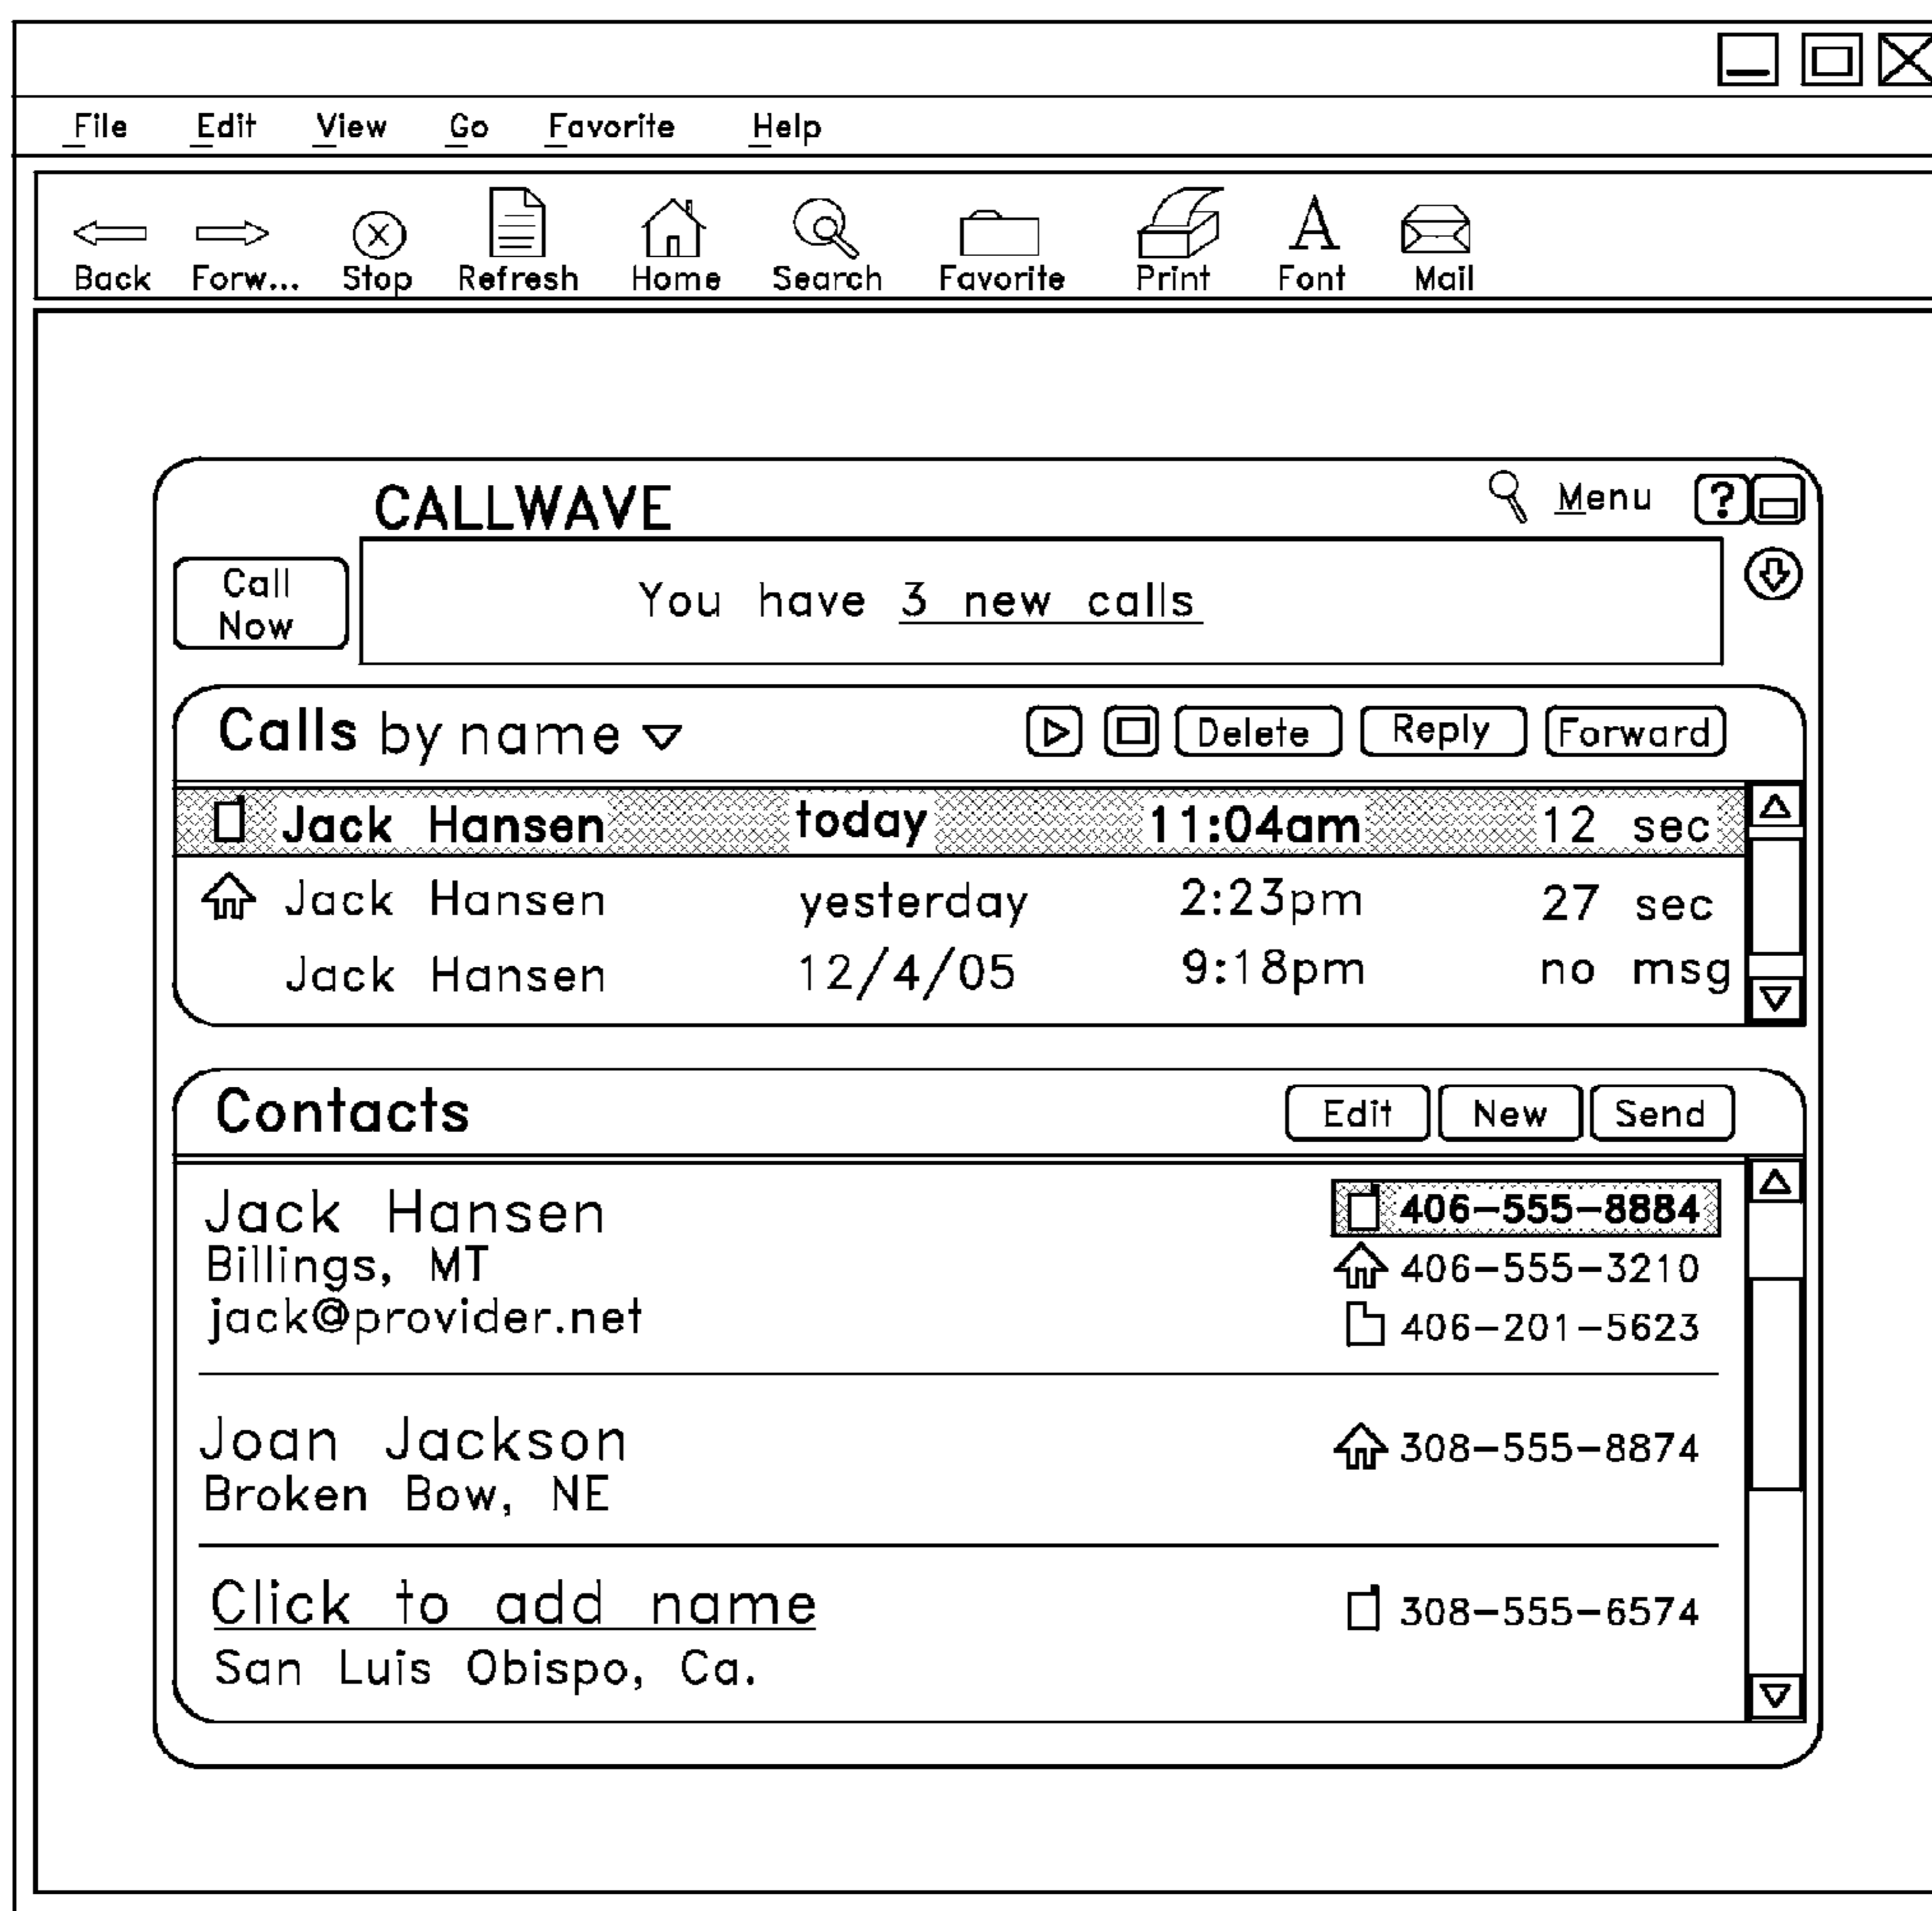 File Edit View Go Favorite Help
Back Forw... Stop Refresh Home Search Favorite Print Font Mail
CALLWAVE Menu ?
Call
Now
You have 3 new calls
Calls by name Delete Reply Forward
Jack Hansen today 11:04am 12 sec
Jack Hansen yesterday 2:23pm 27 sec
Jack Hansen 12/4/05 9:18pm no msg
Contacts Edit New Send
Jack Hansen 406-555-8884
Billings, MT 406-555-3210
jack@provider.net 406-201-5623
Joan Jackson 308-555-8874
Broken Bow, NE
Click to add name 308-555-6574
San Luis Obispo, Ca.